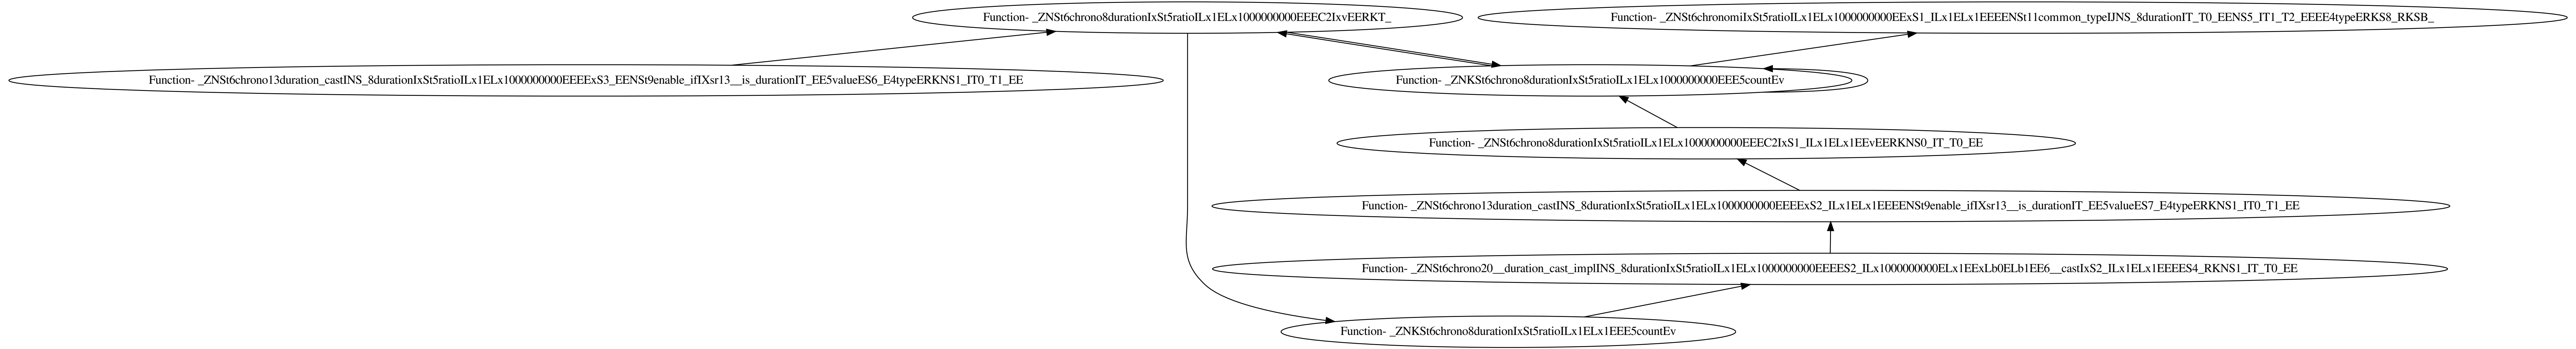 Function- _ZNSt6chrono8durationIxSt5ratioILx1ELx1000000000EEEC2IxvEERKT_
Function- _ZNSt6chronomiIxSt5ratioILx1ELx1000000000EExS1_ILx1ELx1EEEENSt11common_typeIJNS_8durationIT_T0_EENS5_IT1_T2_EEEE4typeERKS8_RKSB_
Function- _ZNSt6chrono13duration_castINS_8durationIxSt5ratioILx1ELx1000000000EEEExS3_EENSt9enable_ifIXsr13__is_durationIT_EE5valueES6_E4typeERKNS1_IT0_T1_EE
Function- _ZNKSt6chrono8durationIxSt5ratioILx1ELx1000000000EEE5countEv
Function- _ZNSt6chrono8durationIxSt5ratioILx1ELx1000000000EEEC2IxS1_ILx1ELx1EEvEERKNS0_IT_T0_EE
Function- _ZNSt6chrono13duration_castINS_8durationIxSt5ratioILx1ELx1000000000EEEExS2_ILx1ELx1EEEENSt9enable_ifIXsr13__is_durationIT_EE5valueES7_E4typeERKNS1_IT0_T1_EE
Function- _ZNSt6chrono20__duration_cast_implINS_8durationIxSt5ratioILx1ELx1000000000EEEES2_ILx1000000000ELx1EExLb0ELb1EE6__castIxS2_ILx1ELx1EEEES4_RKNS1_IT_T0_EE
Function- _ZNKSt6chrono8durationIxSt5ratioILx1ELx1EEE5countEv